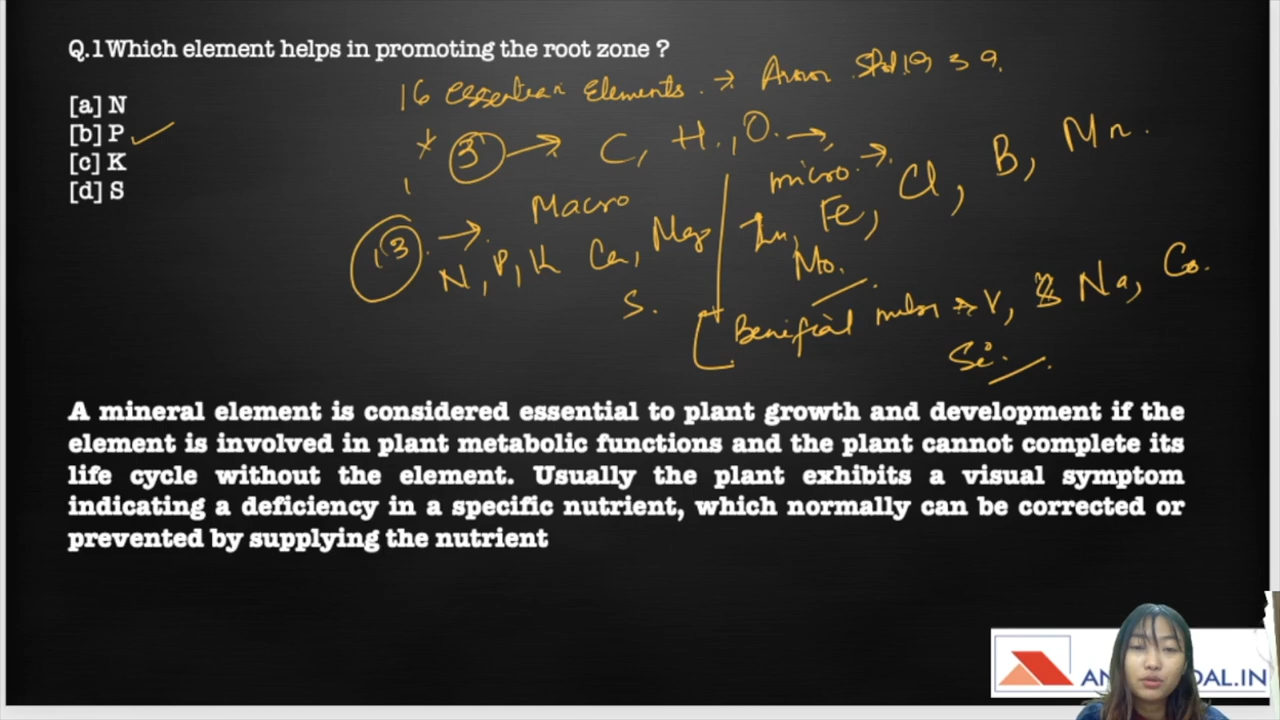 Q.1Which element helps in promoting the root zone ?
16 essential Elements. → Arnon 1939.
[a] N
[b] P
[c] K
[d] S
* 3 → C, H, O. →
13 → Macro
N, P, K Ca, Mg
S.
micro. →
Zn, Fe, Cl, B, Mn.
Mo.
Beneficial → V, Na, Co.
Si.
A mineral element is considered essential to plant growth and development if the
element is involved in plant metabolic functions and the plant cannot complete its
life cycle without the element. Usually the plant exhibits a visual symptom
indicating a deficiency in a specific nutrient, which normally can be corrected or
prevented by supplying the nutrient